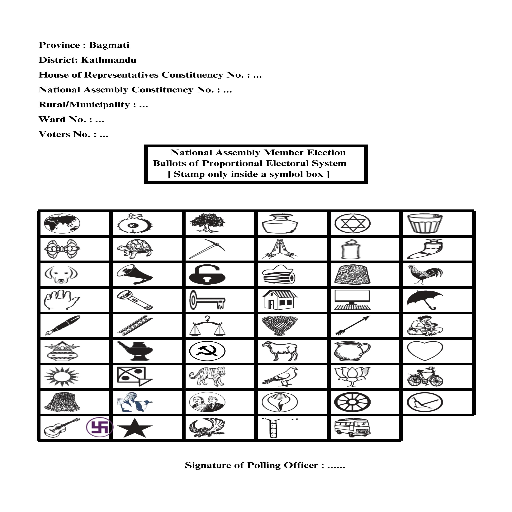 Province : Bagmati
District: Kathmandu
House of Representatives Constituency No. : ...
National Assembly Constituency No. : ...
Rural/Municipality : ...
Ward No. : ...
Voters No. : ...
National Assembly Member Election
Ballots of Proportional Electoral System
[ Stamp only inside a symbol box ]
Signature of Polling Officer : ......